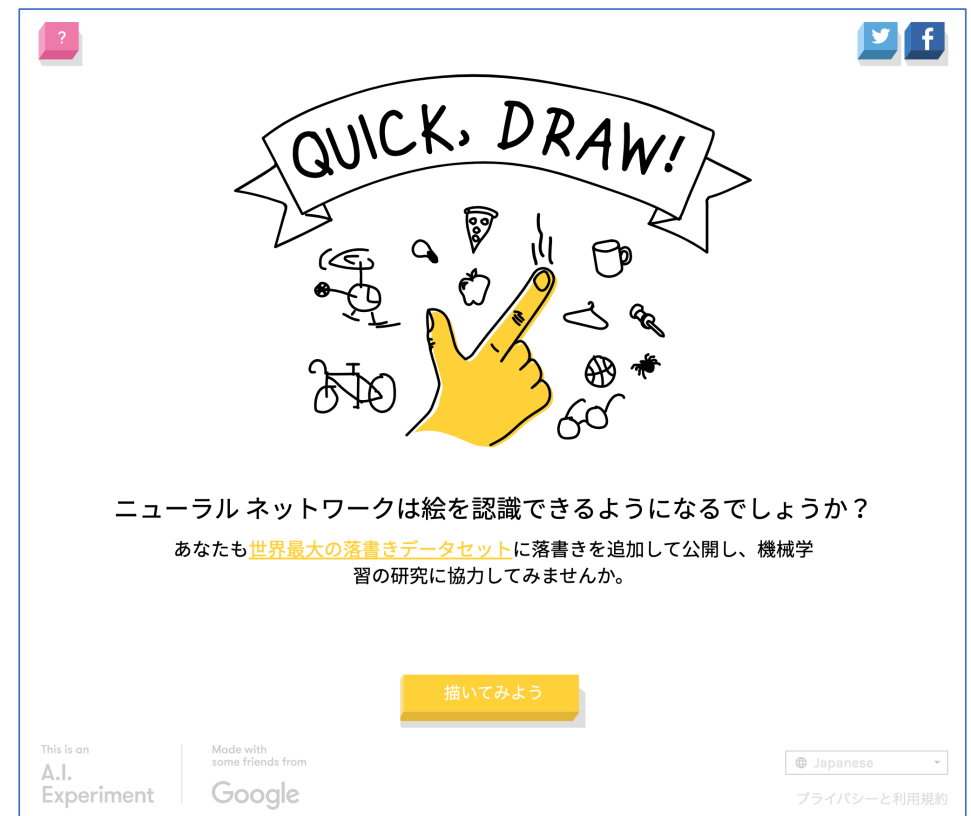 ?
QUICK, DRAW!
ニューラル ネットワークは絵を認識できるようになるでしょうか？
あなたも世界最大の落書きデータセットに落書きを追加して公開し、機械学
習の研究に協力してみませんか。
描いてみよう
This is an
A.I.
Experiment
Made with
some friends from
Google
Japanese
プライバシーと利用規約